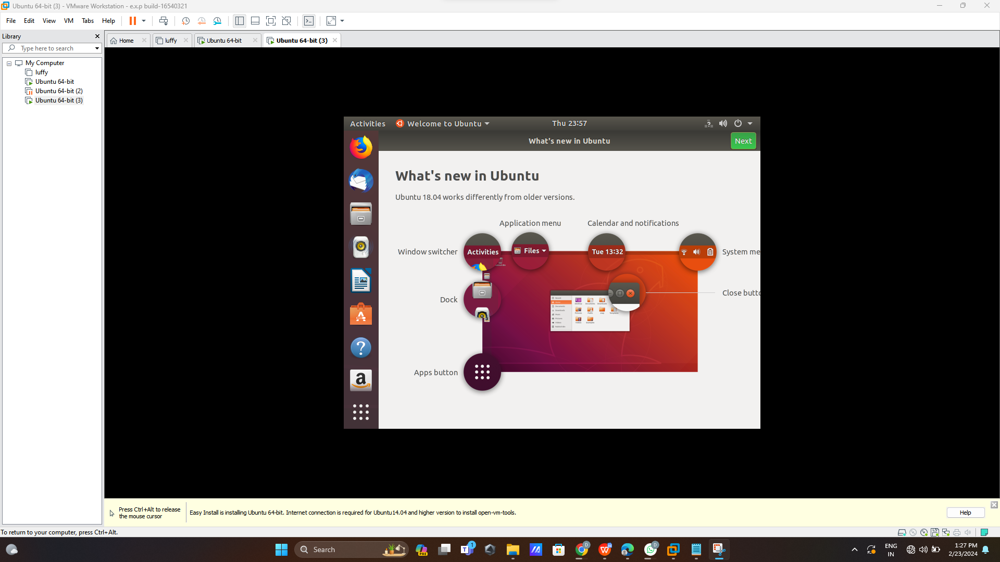 Ubuntu 64-bit (3) - VMware Workstation - e.x.p build-16540321
File Edit View VM Tabs Help
Library
Type here to search
My Computer
luffy
Ubuntu 64-bit
Ubuntu 64-bit (2)
Ubuntu 64-bit (3)
Home luffy Ubuntu 64-bit Ubuntu 64-bit (3)
Activities Welcome to Ubuntu Thu 23:57
What's new in Ubuntu Next
What's new in Ubuntu
Ubuntu 18.04 works differently from older versions.
Application menu Calendar and notifications
Window switcher Activities Files Tue 13:32 System me
Close butto
Dock
Apps button
Press Ctrl+Alt to release
the mouse cursor
Easy Install is installing Ubuntu 64-bit. Internet connection is required for Ubuntu14.04 and higher version to install open-vm-tools.
Help
To return to your computer, press Ctrl+Alt.
Search
PRE
1
ENG
IN
1:27 PM
2/23/2024